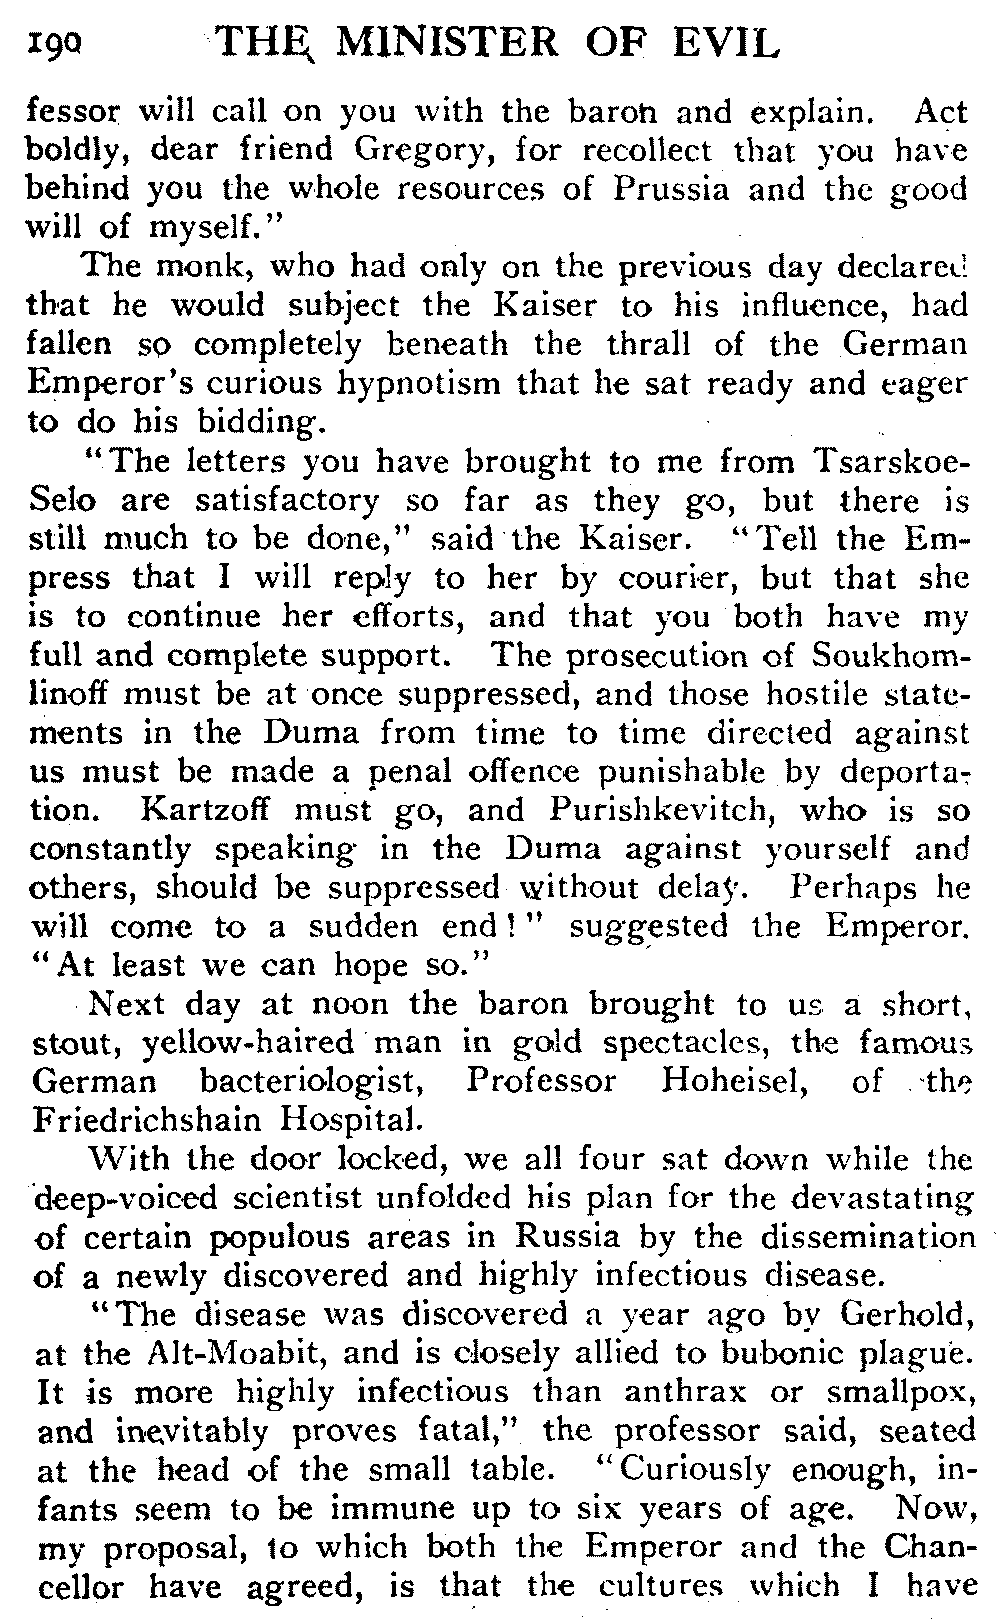 190 THE MINISTER OF EVIL
fessor will call on you with the baron and explain. Act
boldly, dear friend Gregory, for recollect that you have
behind you the whole resources of Prussia and the good
will of myself."
The monk, who had only on the previous day declared
that he would subject the Kaiser to his influence, had
fallen so completely beneath the thrall of the German
Emperor's curious hypnotism that he sat ready and eager
to do his bidding.
"The letters you have brought to me from Tsarskoe-
Selo are satisfactory so far as they go, but there is
still much to be done," said the Kaiser. "Tell the Em-
press that I will reply to her by courier, but that she
is to continue her efforts, and that you both have my
full and complete support. The prosecution of Soukhom-
linoff must be at once suppressed, and those hostile state-
ments in the Duma from time to time directed against
us must be made a penal offence punishable by deporta-
tion. Kartzoff must go, and Purishkevitch, who is so
constantly speaking in the Duma against yourself and
others, should be suppressed without delay. Perhaps he
will come to a sudden end!" suggested the Emperor.
"At least we can hope so."
Next day at noon the baron brought to us a short,
stout, yellow-haired man in gold spectacles, the famous
German bacteriologist, Professor Hoheisel, of the
Friedrichshain Hospital.
With the door locked, we all four sat down while the
deep-voiced scientist unfolded his plan for the devastating
of certain populous areas in Russia by the dissemination
of a newly discovered and highly infectious disease.
"The disease was discovered a year ago by Gerhold,
at the Alt-Moabit, and is closely allied to bubonic plague.
It is more highly infectious than anthrax or smallpox,
and inevitably proves fatal," the professor said, seated
at the head of the small table. "Curiously enough, in-
fants seem to be immune up to six years of age. Now,
my proposal, to which both the Emperor and the Chan-
cellor have agreed, is that the cultures which I have